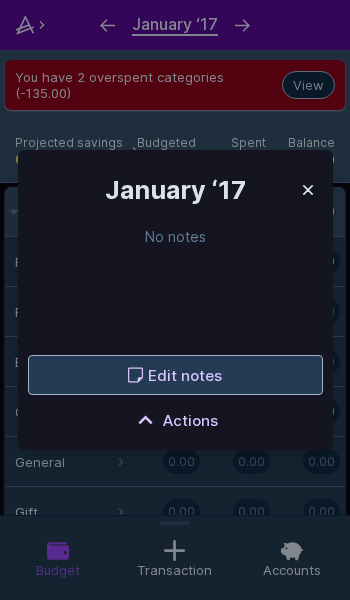 January ‘17
You have 2 overspent categories
(-135.00)
View
Projected savings Budgeted Spent Balance
January ‘17
No notes
Edit notes
Actions
General 0.00 0.00 0.00
Gift 0.00 0.00 0.00
Budget Transaction Accounts